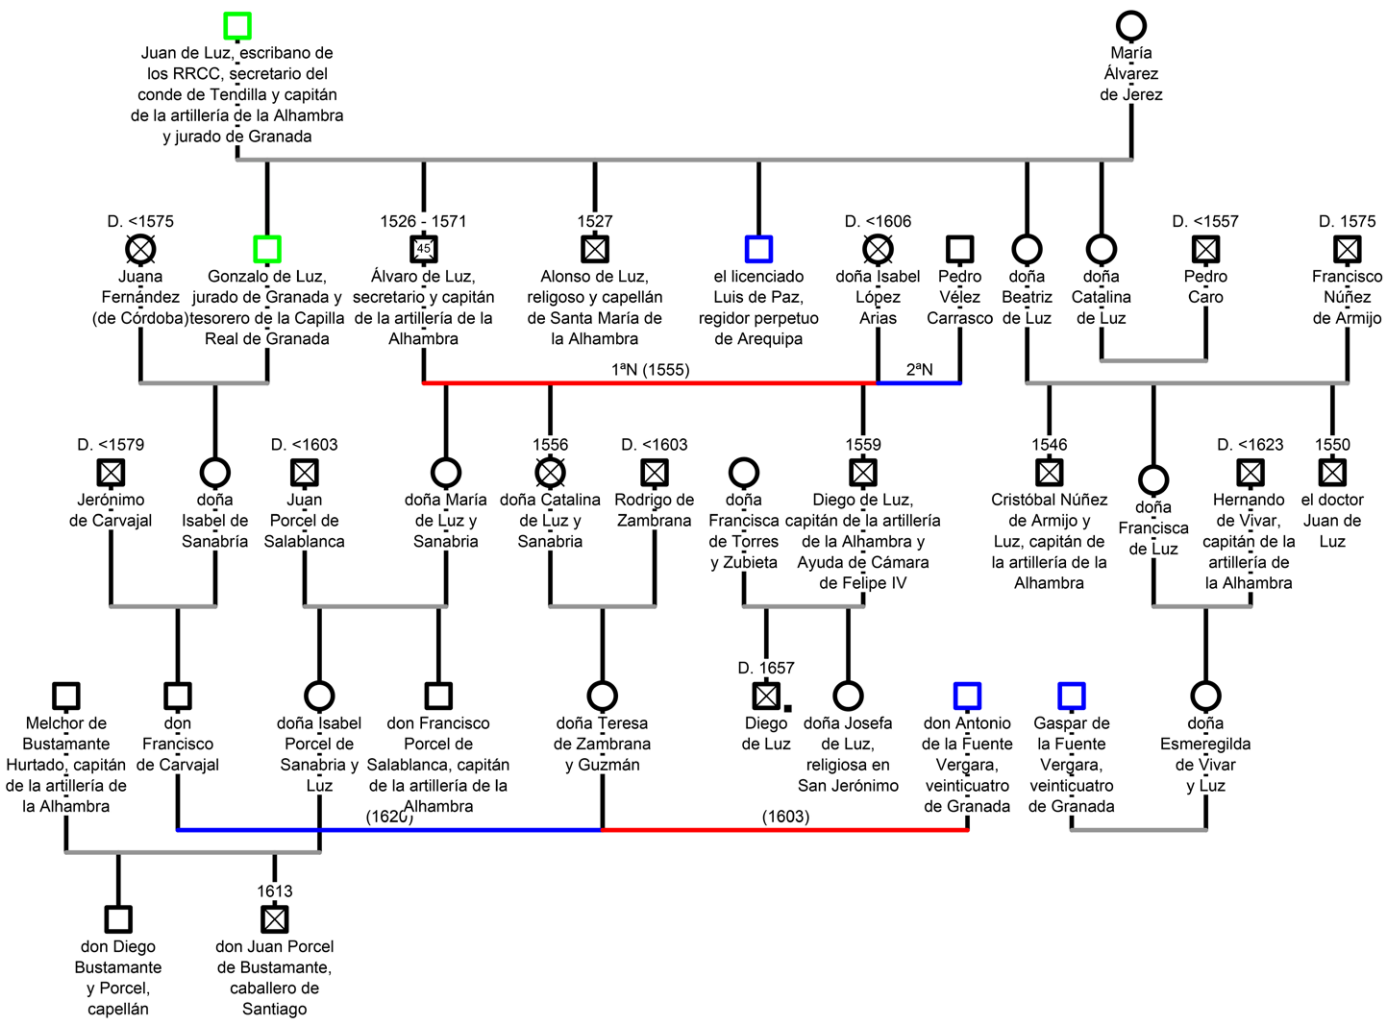 Juan de Luz, escribano de
los RRCC, secretario del
conde de Tendilla y capitán
de la artillería de la Alhambra
y jurado de Granada
María
Álvarez
de Jerez
D. <1575
Juana
Fernández
(de Córdoba)
Gonzalo de Luz,
jurado de Granada y
tesorero de la Capilla
Real de Granada
1526 - 1571
45
Álvaro de Luz,
secretario y capitán
de la artillería de la
Alhambra
1527
Alonso de Luz,
religoso y capellán
de Santa María de
la Alhambra
el licenciado
Luis de Paz,
regidor perpetuo
de Arequipa
D. <1606
doña Isabel
López
Arias
Pedro
Vélez
Carrasco
doña
Beatriz
de Luz
doña
Catalina
de Luz
D. <1557
Pedro
Caro
D. 1575
Francisco
Núñez
de Armijo
1ªN (1555)
2ªN
D. <1579
Jerónimo
de Carvajal
doña
Isabel de
Sanabría
D. <1603
Juan
Porcel de
Salablanca
doña María
de Luz y
Sanabria
1556
doña Catalina
de Luz y
Sanabria
D. <1603
Rodrigo de
Zambrana
doña
Francisca
de Torres
y Zubieta
1559
Diego de Luz,
capitán de la artillería
de la Alhambra y
Ayuda de Cámara
de Felipe IV
1546
Cristóbal Núñez
de Armijo y
Luz, capitán de
la artillería de la
Alhambra
doña
Francisca
de Luz
D. <1623
Hernando
de Vivar,
capitán de la
artillería de
la Alhambra
1550
el doctor
Juan de
Luz
Melchor de
Bustamante
Hurtado, capitán
de la artillería de
la Alhambra
don
Francisco
de Carvajal
doña Isabel
Porcel de
Sanabria y
Luz
don Francisco
Porcel de
Salablanca, capitán
de la artillería de la
Alhambra
doña Teresa
de Zambrana
y Guzmán
D. 1657
Diego
de Luz
doña Josefa
de Luz,
religiosa en
San Jerónimo
don Antonio
de la Fuente
Vergara,
veinticuatro
de Granada
Gaspar de
la Fuente
Vergara,
veinticuatro
de Granada
doña
Esmeregilda
de Vivar
y Luz
(1620)
(1603)
don Diego
Bustamante
y Porcel,
capellán
1613
don Juan Porcel
de Bustamante,
caballero de
Santiago